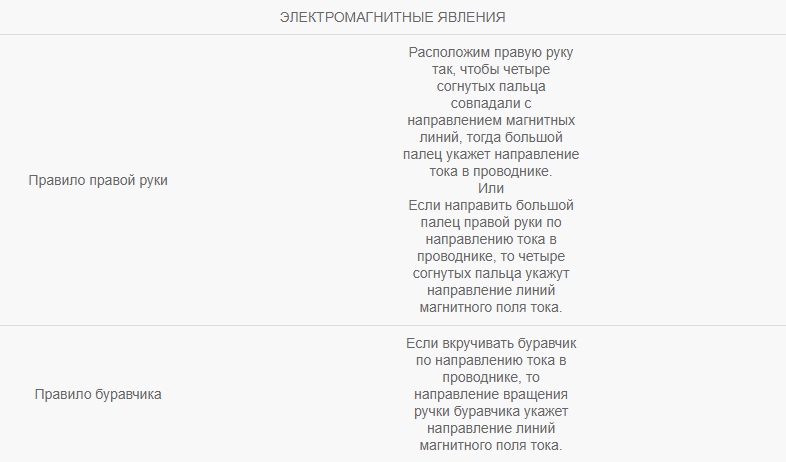 ЭЛЕКТРОМАГНИТНЫЕ ЯВЛЕНИЯ
Правило правой руки
Расположим правую руку
так, чтобы четыре
согнутых пальца
совпадали с
направлением магнитных
линий, тогда большой
палец укажет направление
тока в проводнике.
Или
Если направить большой
палец правой руки по
направлению тока в
проводнике, то четыре
согнутых пальца укажут
направление линий
магнитного поля тока.
Правило буравчика
Если вкручивать буравчик
по направлению тока в
проводнике, то
направление вращения
ручки буравчика укажет
направление линий
магнитного поля тока.